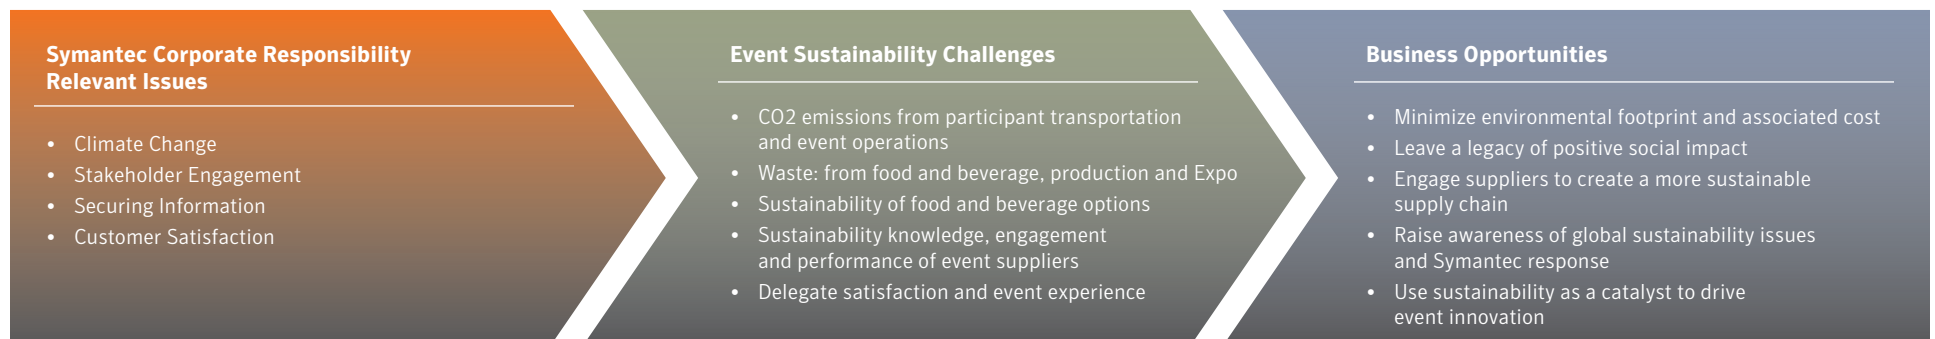 Symantec Corporate Responsibility
Relevant Issues
• Climate Change
• Stakeholder Engagement
• Securing Information
• Customer Satisfaction
Event Sustainability Challenges
• CO2 emissions from participant transportation
and event operations
• Waste: from food and beverage, production and Expo
• Sustainability of food and beverage options
• Sustainability knowledge, engagement
and performance of event suppliers
• Delegate satisfaction and event experience
Business Opportunities
• Minimize environmental footprint and associated cost
• Leave a legacy of positive social impact
• Engage suppliers to create a more sustainable
supply chain
• Raise awareness of global sustainability issues
and Symantec response
• Use sustainability as a catalyst to drive
event innovation